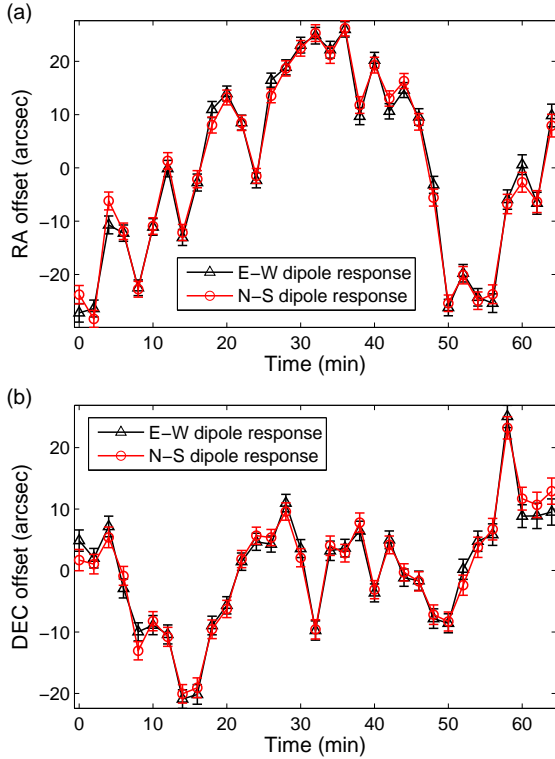 (a)
20
10
0
−10
−20
RA offset (arcsec)
E−W dipole response
N−S dipole response
0 10 20 30 40 50 60
Time (min)
(b)
20
10
0
−10
−20
DEC offset (arcsec)
E−W dipole response
N−S dipole response
0 10 20 30 40 50 60
Time (min)